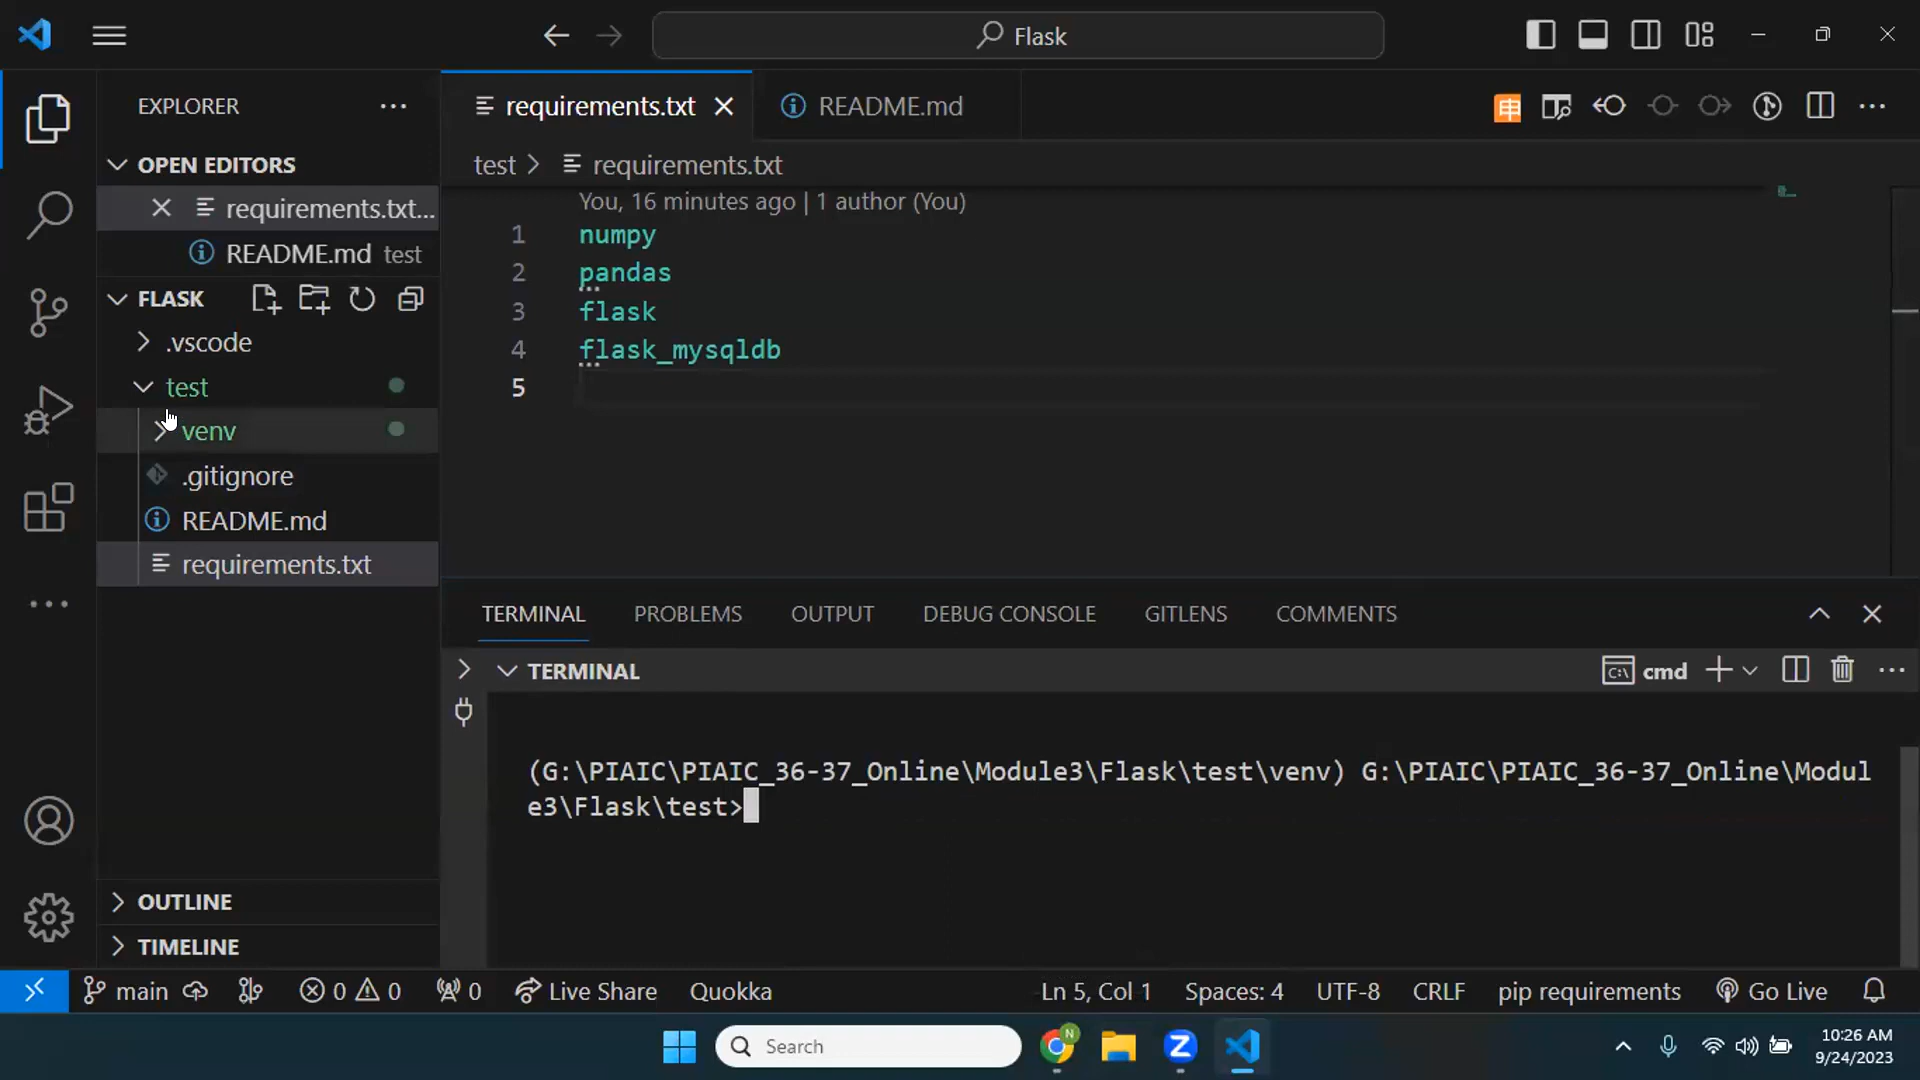 Flask
EXPLORER
requirements.txt
README.md
OPEN EDITORS
test > requirements.txt
requirements.txt...
You, 16 minutes ago | 1 author (You)
README.md test
1 numpy
2 pandas
FLASK
3 flask
.vscode
4 flask_mysqldb
test
5
venv
.gitignore
README.md
requirements.txt
TERMINAL PROBLEMS OUTPUT DEBUG CONSOLE GITLENS COMMENTS
TERMINAL
cmd
(G:\PIAIC\PIAIC_36-37_Online\Module3\Flask\test\venv) G:\PIAIC\PIAIC_36-37_Online\Modul
e3\Flask\test>
OUTLINE
TIMELINE
main 0 0 0 Live Share Quokka Ln 5, Col 1 Spaces: 4 UTF-8 CRLF pip requirements Go Live
N
Search
Z
10:26 AM
9/24/2023